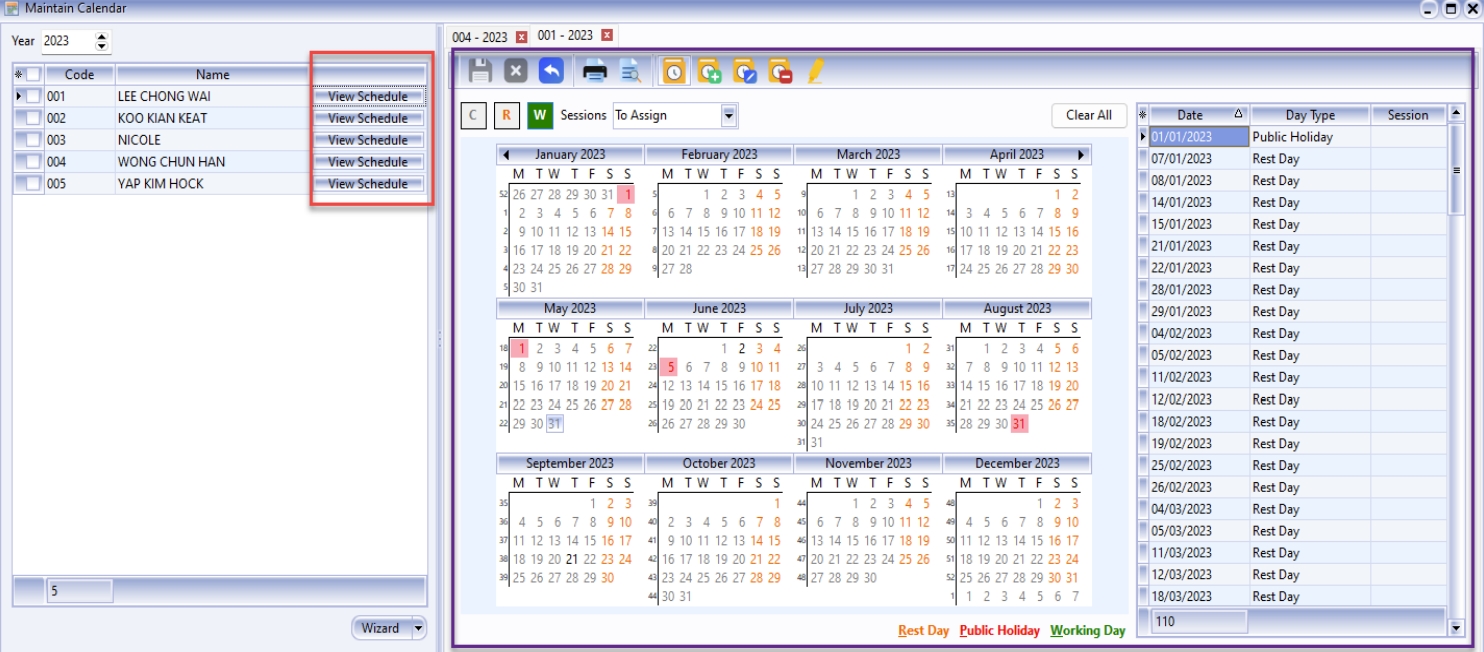 Maintain Calendar
Year 2023
Code Name
001 LEE CHONG WAI View Schedule
002 KOO KIAN KEAT View Schedule
003 NICOLE View Schedule
004 WONG CHUN HAN View Schedule
005 YAP KIM HOCK View Schedule
5
Wizard
004 - 2023 001 - 2023
C R W Sessions To Assign Clear All
January 2023 February 2023 March 2023 April 2023
M T W T F S S M T W T F S S M T W T F S S M T W T F S S
52 26 27 28 29 30 31 1 5 1 2 3 4 5 9 1 2 3 4 5 13 1 2
1 2 3 4 5 6 7 8 6 6 7 8 9 10 11 12 10 6 7 8 9 10 11 12 14 3 4 5 6 7 8 9
2 9 10 11 12 13 14 15 7 13 14 15 16 17 18 19 11 13 14 15 16 17 18 19 15 10 11 12 13 14 15 16
3 16 17 18 19 20 21 22 8 20 21 22 23 24 25 26 12 20 21 22 23 24 25 26 16 17 18 19 20 21 22 23
4 23 24 25 26 27 28 29 9 27 28 13 27 28 29 30 31 17 24 25 26 27 28 29 30
5 30 31
May 2023 June 2023 July 2023 August 2023
M T W T F S S M T W T F S S M T W T F S S M T W T F S S
18 1 2 3 4 5 6 7 22 1 2 3 4 26 1 2 31 1 2 3 4 5 6
19 8 9 10 11 12 13 14 23 5 6 7 8 9 10 11 27 3 4 5 6 7 8 9 32 7 8 9 10 11 12 13
20 15 16 17 18 19 20 21 24 12 13 14 15 16 17 18 28 10 11 12 13 14 15 16 33 14 15 16 17 18 19 20
21 22 23 24 25 26 27 28 25 19 20 21 22 23 24 25 29 17 18 19 20 21 22 23 34 21 22 23 24 25 26 27
22 29 30 31 26 26 27 28 29 30 30 24 25 26 27 28 29 30 35 28 29 30 31
31 31
September 2023 October 2023 November 2023 December 2023
M T W T F S S M T W T F S S M T W T F S S M T W T F S S
35 1 2 3 39 1 44 1 2 3 4 5 48 1 2 3
36 4 5 6 7 8 9 10 40 2 3 4 5 6 7 8 45 6 7 8 9 10 11 12 49 4 5 6 7 8 9 10
37 11 12 13 14 15 16 17 41 9 10 11 12 13 14 15 46 13 14 15 16 17 18 19 50 11 12 13 14 15 16 17
38 18 19 20 21 22 23 24 42 16 17 18 19 20 21 22 47 20 21 22 23 24 25 26 51 18 19 20 21 22 23 24
39 25 26 27 28 29 30 43 23 24 25 26 27 28 29 48 27 28 29 30 52 25 26 27 28 29 30 31
44 30 31 1 1 2 3 4 5 6 7
Rest Day Public Holiday Working Day
Date Day Type Session
01/01/2023 Public Holiday
07/01/2023 Rest Day
08/01/2023 Rest Day
14/01/2023 Rest Day
15/01/2023 Rest Day
21/01/2023 Rest Day
22/01/2023 Rest Day
28/01/2023 Rest Day
29/01/2023 Rest Day
04/02/2023 Rest Day
05/02/2023 Rest Day
11/02/2023 Rest Day
12/02/2023 Rest Day
18/02/2023 Rest Day
19/02/2023 Rest Day
25/02/2023 Rest Day
26/02/2023 Rest Day
04/03/2023 Rest Day
05/03/2023 Rest Day
11/03/2023 Rest Day
12/03/2023 Rest Day
18/03/2023 Rest Day
110